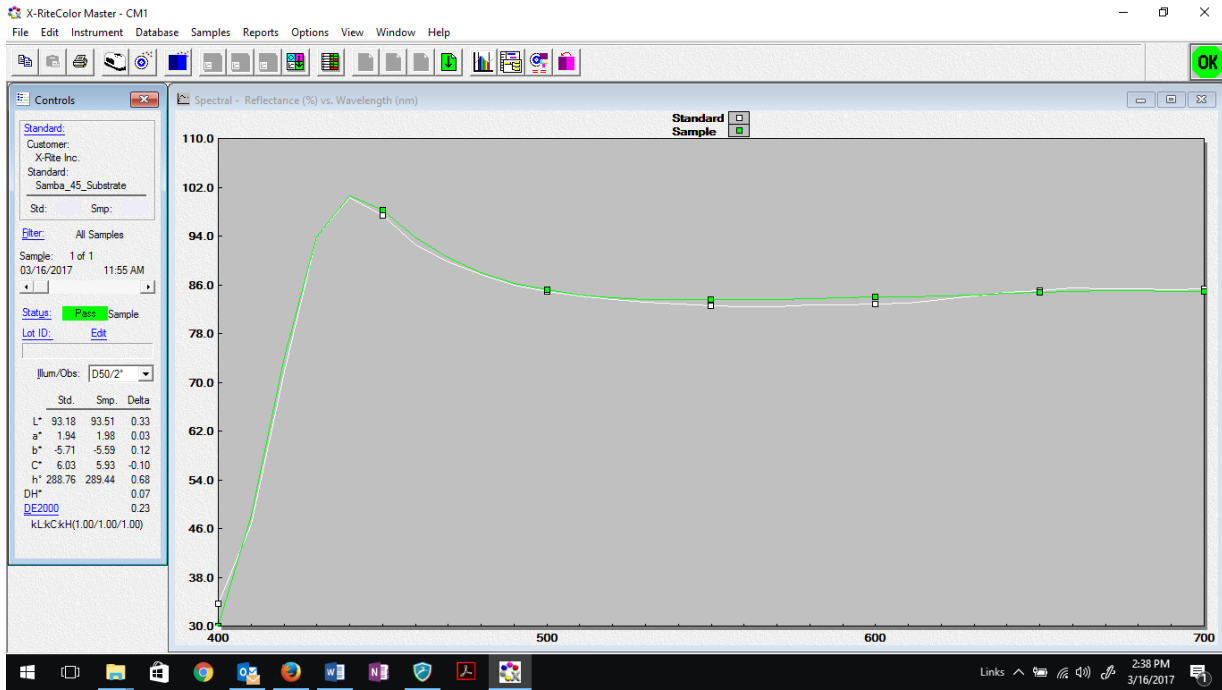 X-RiteColor Master - CM1
File Edit Instrument Database Samples Reports Options View Window Help
OK
Controls
Standard:
Customer:
X-Rite Inc.
Standard:
Samba_45_Substrate
Std: Smp:
Filter: All Samples
Sample: 1 of 1
03/16/2017 11:55 AM
Status: Pass Sample
Lot ID: Edit
Illum/Obs: D50/2°
Std. Smp. Delta
L* 93.18 93.51 0.33
a* 1.94 1.98 0.03
b* -5.71 -5.59 0.12
C* 6.03 5.93 -0.10
h° 288.76 289.44 0.68
DH* 0.07
DE2000 0.23
kL:kC:kH(1.00/1.00/1.00)
Spectral - Reflectance (%) vs. Wavelength (nm)
Standard
Sample
110.0
102.0
94.0
86.0
78.0
70.0
62.0
54.0
46.0
38.0
30.0
400 500 600 700
Links 2:38 PM
3/16/2017